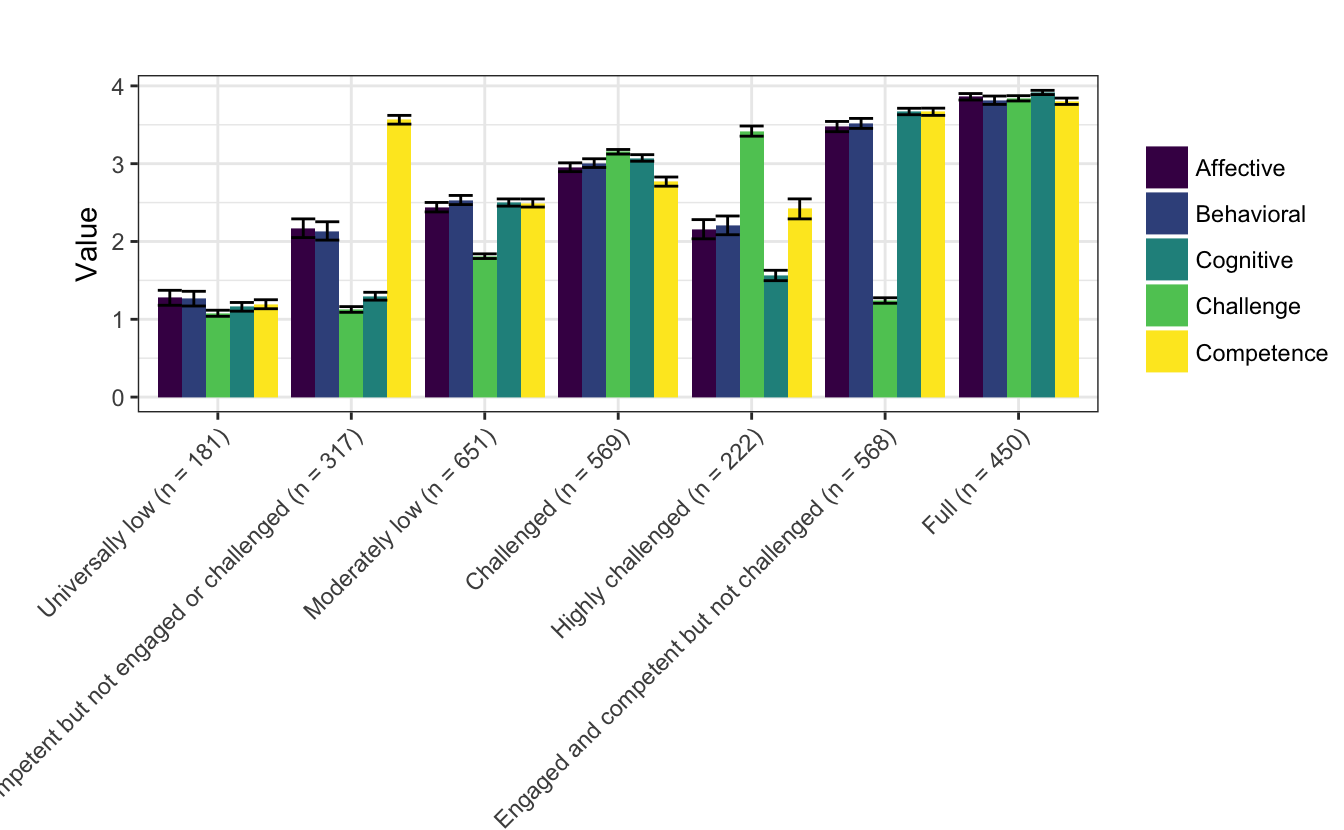 Value
4
3
2
1
0
Universally low (n = 181)
but not engaged or challenged (n = 317)
Moderately low (n = 651)
Challenged (n = 569)
Highly challenged (n = 222)
Engaged and competent but not challenged (n = 568)
Full (n = 450)
Affective
Behavioral
Cognitive
Challenge
Competence